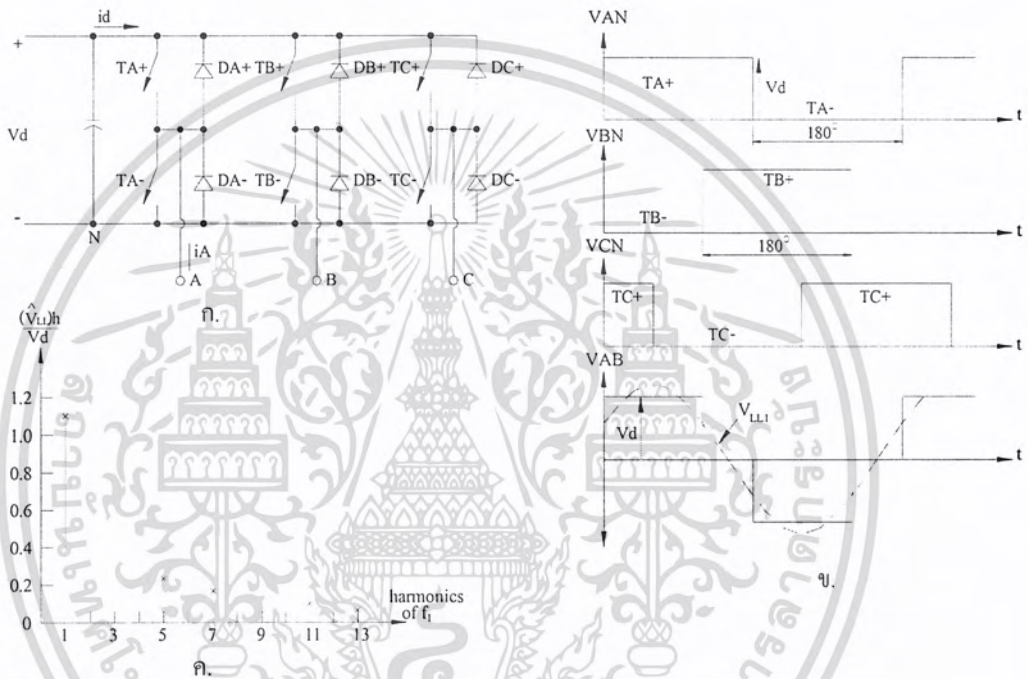 id
+
TA+
DA+
TB+
DB+
TC+
DC+
Vd
TA-
DA-
TB-
DB-
TC-
DC-
-
N
iA
A
B
C
ก.
VAN
TA+
Vd
TA-
t
180°
VBN
TB+
TB-
t
180°
VCN
TC+
TC+
TC-
t
VAB
Vd
V_LL1
t
ข.
(V̂LL)h
Vd
1.2
1.0
0.8
0.6
0.4
0.2
0
1 3 5 7 9 11 13
harmonics
of f₁
ค.